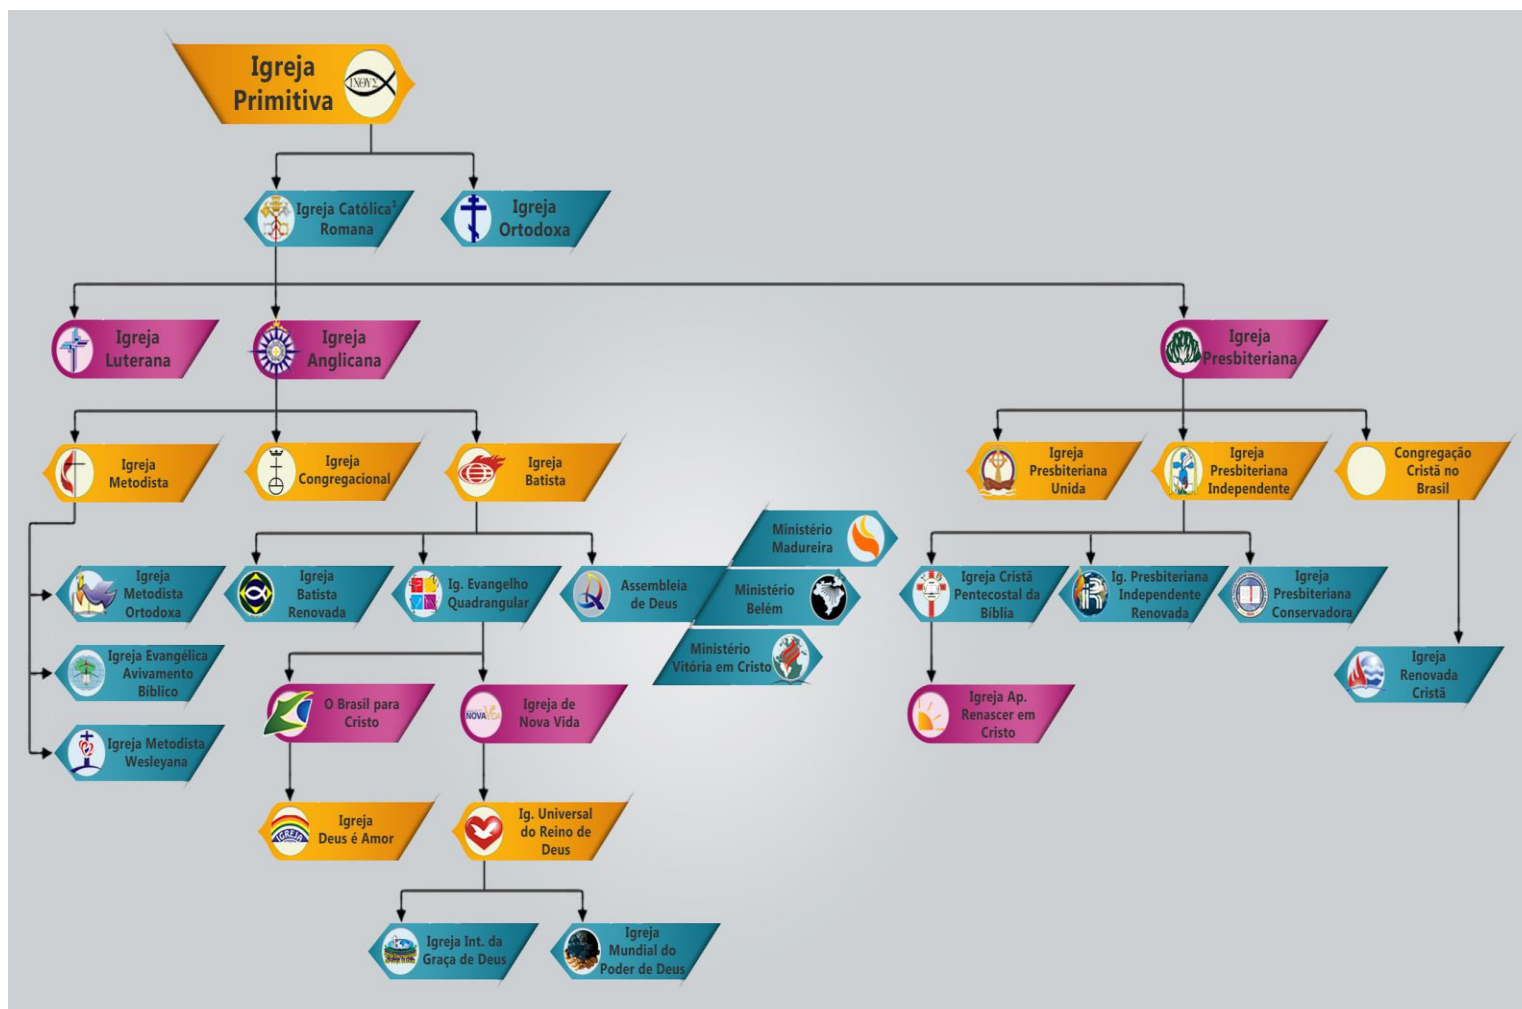 Igreja
Primitiva
ΙΧΘΥΣ
Igreja Católica¹
Romana
Igreja
Ortodoxa
Igreja
Luterana
Igreja
Anglicana
Igreja
Presbiteriana
Igreja
Metodista
Igreja
Congregacional
Igreja
Batista
Igreja
Presbiteriana
Unida
Igreja
Presbiteriana
Independente
Congregação
Cristã no
Brasil
Ministério
Madureira
Igreja
Metodista
Ortodoxa
Igreja
Batista
Renovada
Ig. Evangelho
Quadrangular
Assembleia
de Deus
Ministério
Belém
Igreja Cristã
Pentecostal da
Bíblia
Ig. Presbiteriana
Independente
Renovada
Igreja
Presbiteriana
Conservadora
Ministério
Vitória em Cristo
Igreja Evangélica
Avivamento
Bíblico
Igreja
Renovada
Cristã
O Brasil para
Cristo
NOVA VIDA
Igreja de
Nova Vida
Igreja Ap.
Renascer em
Cristo
Igreja Metodista
Wesleyana
IGREJA
Igreja
Deus é Amor
Ig. Universal
do Reino de
Deus
Igreja Int. da
Graça de Deus
Igreja
Mundial do
Poder de Deus